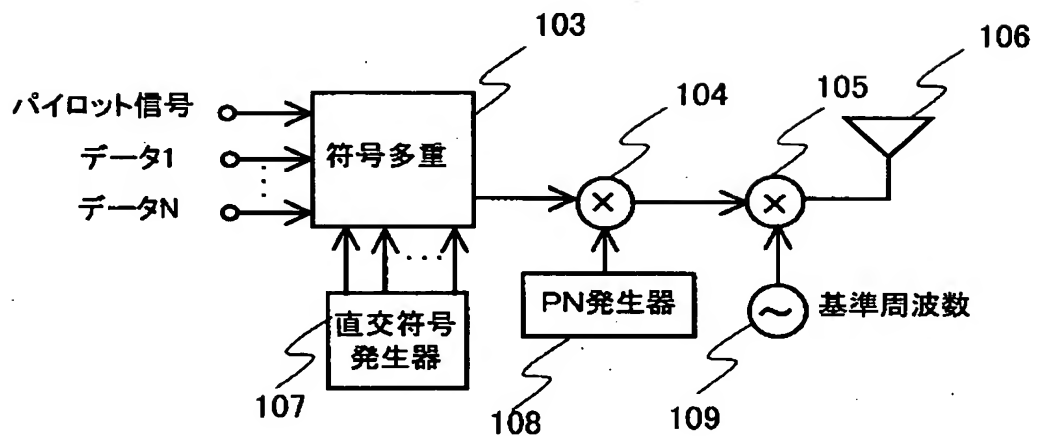 103
104
105
106
パイロット信号
データ1
データN
符号多重
×
×
直交符号
発生器
PN発生器
~
基準周波数
107
108
109